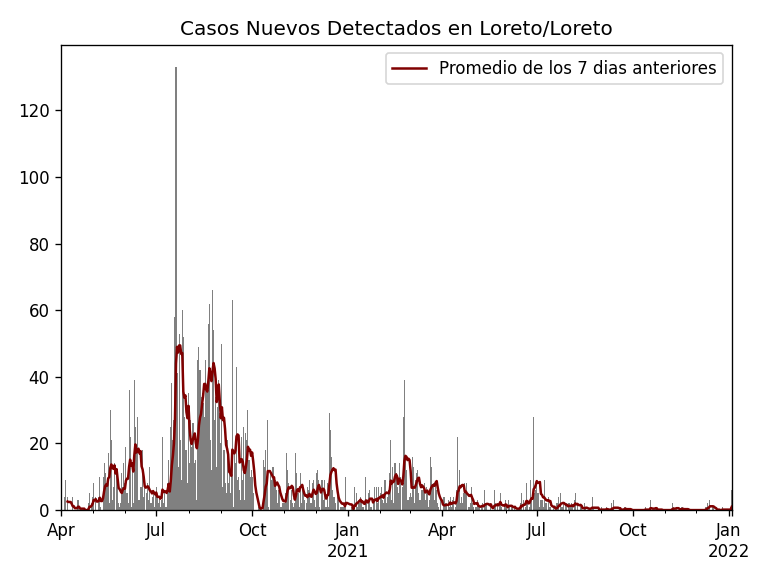 Casos Nuevos Detectados en Loreto/Loreto
Promedio de los 7 dias anteriores
120
100
80
60
40
20
0
Apr Jul Oct Jan Apr Jul Oct Jan
2021 2022